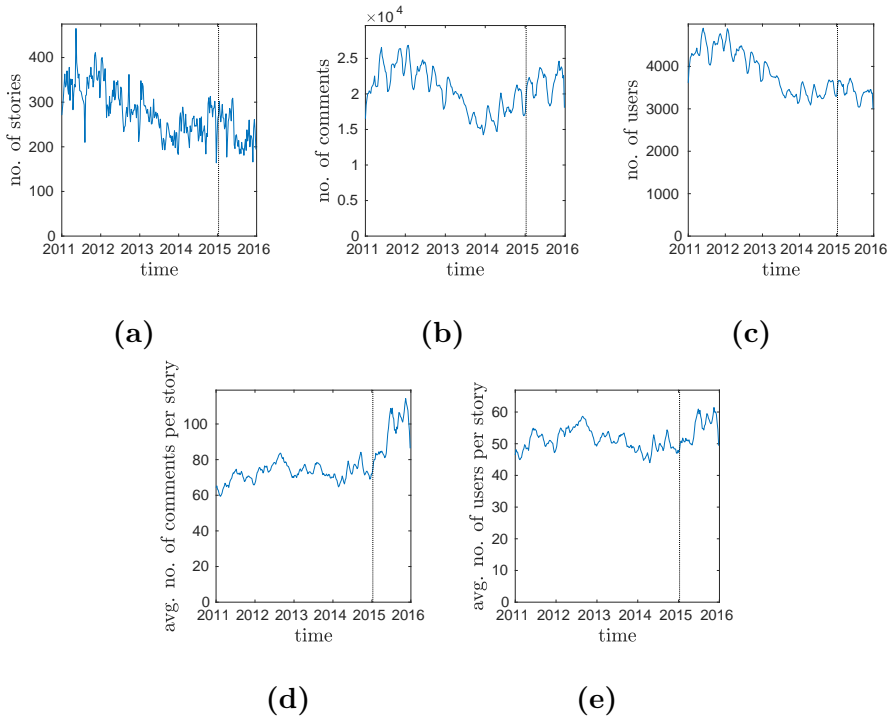 no. of stories
400
300
200
100
0
2011 2012 2013 2014 2015 2016
time
(a)
×10^4
no. of comments
2.5
2
1.5
1
0.5
0
2011 2012 2013 2014 2015 2016
time
(b)
no. of users
4000
3000
2000
1000
0
2011 2012 2013 2014 2015 2016
time
(c)
avg. no. of comments per story
100
80
60
40
20
0
2011 2012 2013 2014 2015 2016
time
(d)
avg. no. of users per story
60
50
40
30
20
10
0
2011 2012 2013 2014 2015 2016
time
(e)